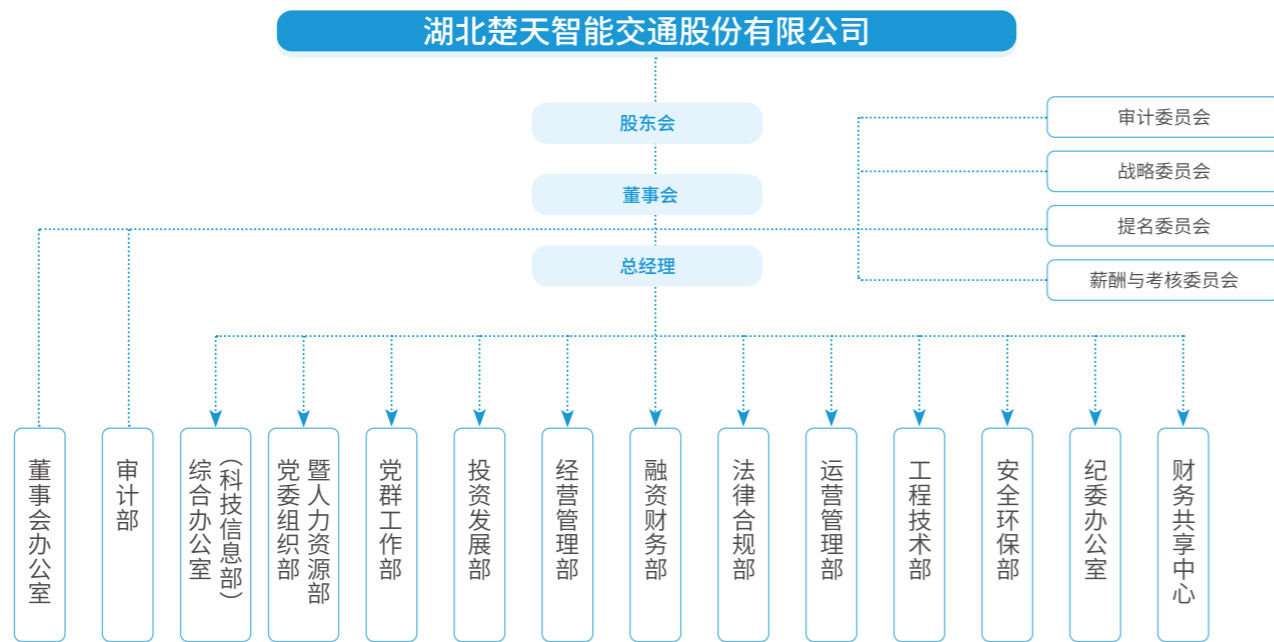 湖北楚天智能交通股份有限公司
股东会
董事会
总经理
审计委员会
战略委员会
提名委员会
薪酬与考核委员会
董事会办公室
审计部
综合办公室
（科技信息部）
党委组织部
暨人力资源部
党群工作部
投资发展部
经营管理部
融资财务部
法律合规部
运营管理部
工程技术部
安全环保部
纪委办公室
财务共享中心